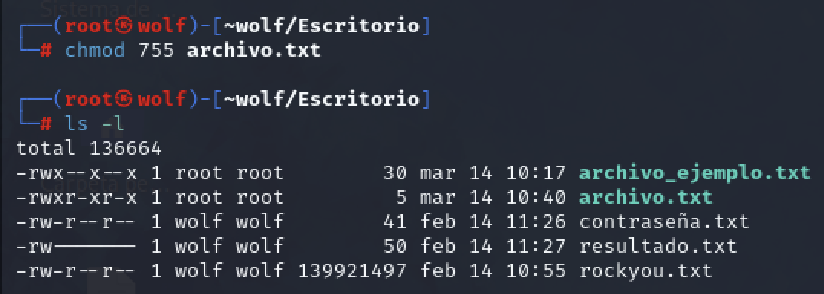 Sistema de
┌──(root㉿wolf)-[~wolf/Escritorio]
└─# chmod 755 archivo.txt
┌──(root㉿wolf)-[~wolf/Escritorio]
└─# ls -l
total 136664
-rwx--x--x 1 root root        30 mar 14 10:17 archivo_ejemplo.txt
-rwxr-xr-x 1 root root         5 mar 14 10:40 archivo.txt
-rw-r--r-- 1 wolf wolf        41 feb 14 11:26 contraseña.txt
-rw------- 1 wolf wolf        50 feb 14 11:27 resultado.txt
-rw-r--r-- 1 wolf wolf 139921497 feb 14 10:55 rockyou.txt